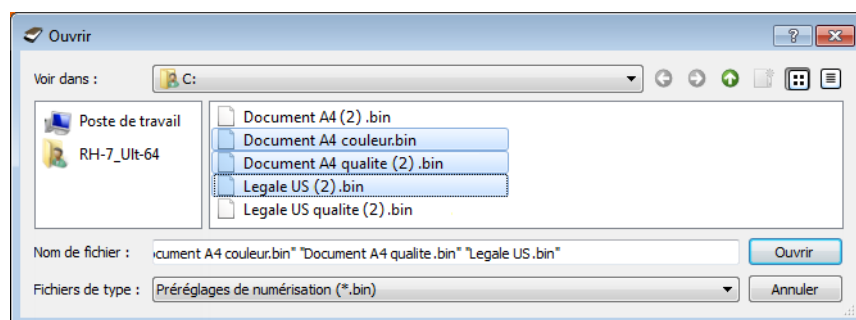 Ouvrir
Voir dans :
C:
Poste de travail
RH-7_Ult-64
Document A4 (2) .bin
Document A4 couleur.bin
Document A4 qualite (2) .bin
Legale US (2) .bin
Legale US qualite (2) .bin
Nom de fichier : cument A4 couleur.bin" "Document A4 qualite .bin" "Legale US .bin" Ouvrir
Fichiers de type : Préréglages de numérisation (*.bin) Annuler